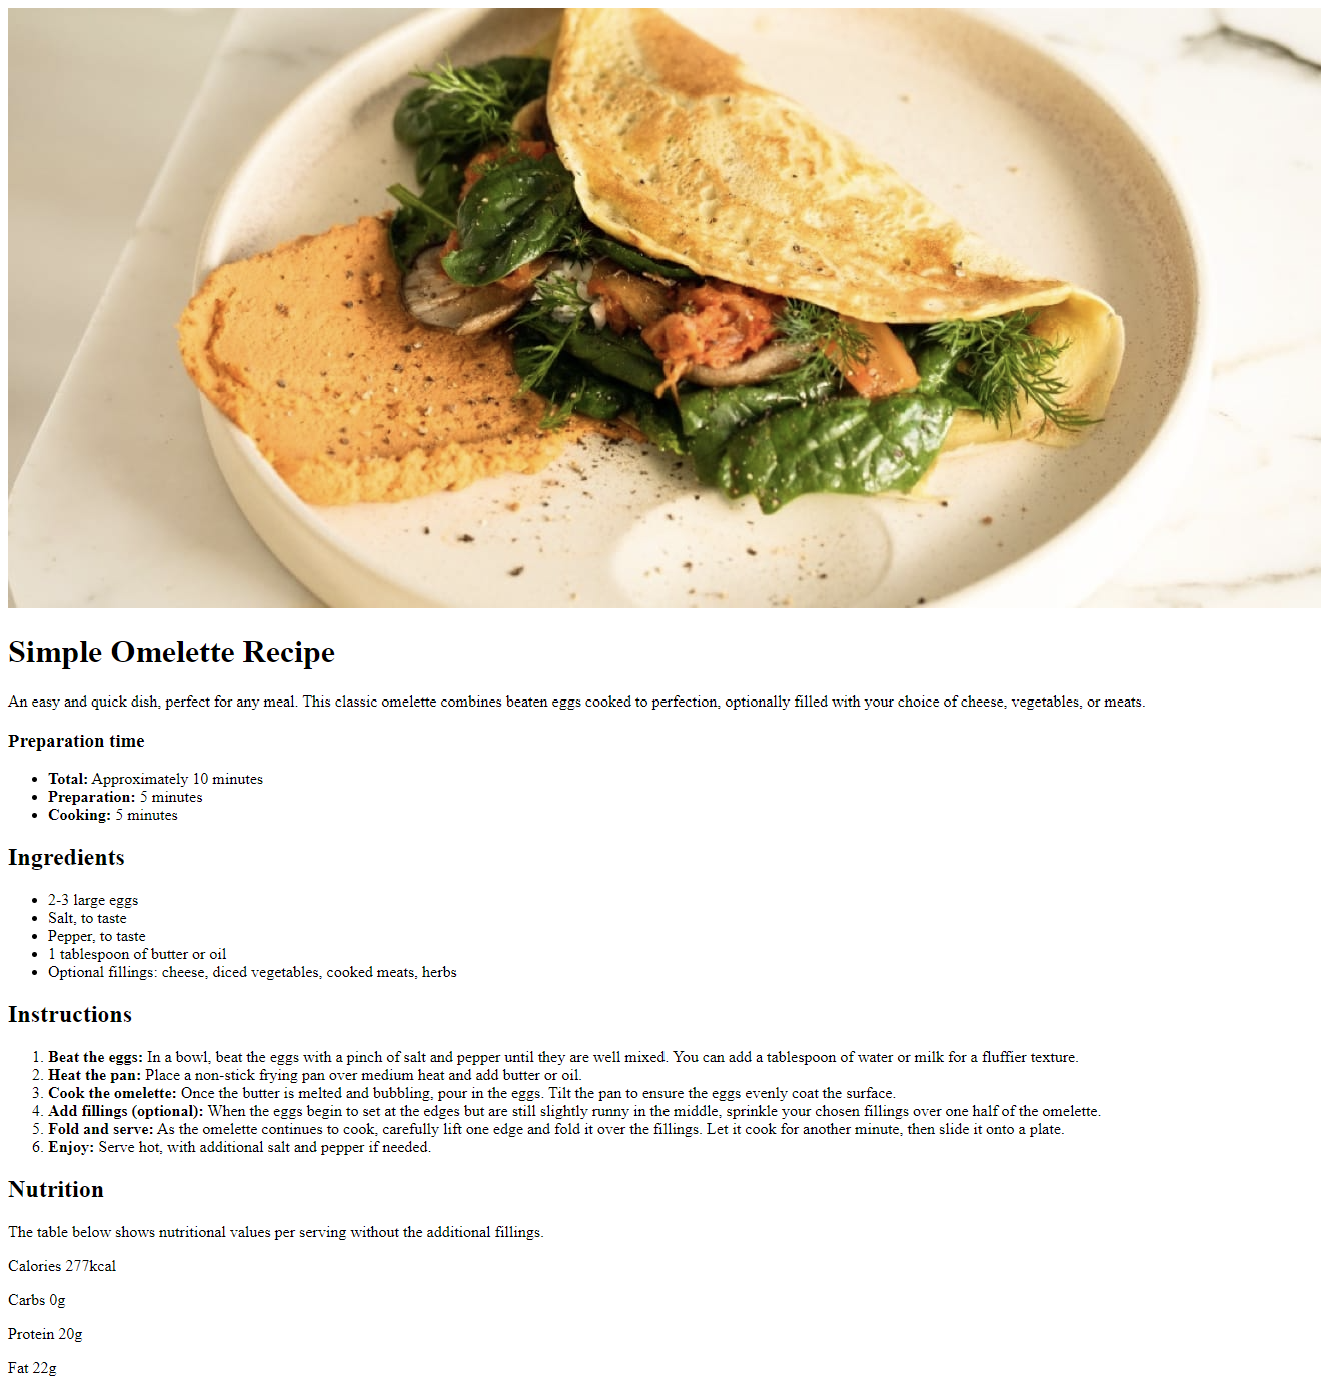 Simple Omelette Recipe
An easy and quick dish, perfect for any meal. This classic omelette combines beaten eggs cooked to perfection, optionally filled with your choice of cheese, vegetables, or meats.
Preparation time
• Total: Approximately 10 minutes
• Preparation: 5 minutes
• Cooking: 5 minutes
Ingredients
• 2-3 large eggs
• Salt, to taste
• Pepper, to taste
• 1 tablespoon of butter or oil
• Optional fillings: cheese, diced vegetables, cooked meats, herbs
Instructions
1. Beat the eggs: In a bowl, beat the eggs with a pinch of salt and pepper until they are well mixed. You can add a tablespoon of water or milk for a fluffier texture.
2. Heat the pan: Place a non-stick frying pan over medium heat and add butter or oil.
3. Cook the omelette: Once the butter is melted and bubbling, pour in the eggs. Tilt the pan to ensure the eggs evenly coat the surface.
4. Add fillings (optional): When the eggs begin to set at the edges but are still slightly runny in the middle, sprinkle your chosen fillings over one half of the omelette.
5. Fold and serve: As the omelette continues to cook, carefully lift one edge and fold it over the fillings. Let it cook for another minute, then slide it onto a plate.
6. Enjoy: Serve hot, with additional salt and pepper if needed.
Nutrition
The table below shows nutritional values per serving without the additional fillings.
Calories 277kcal
Carbs 0g
Protein 20g
Fat 22g